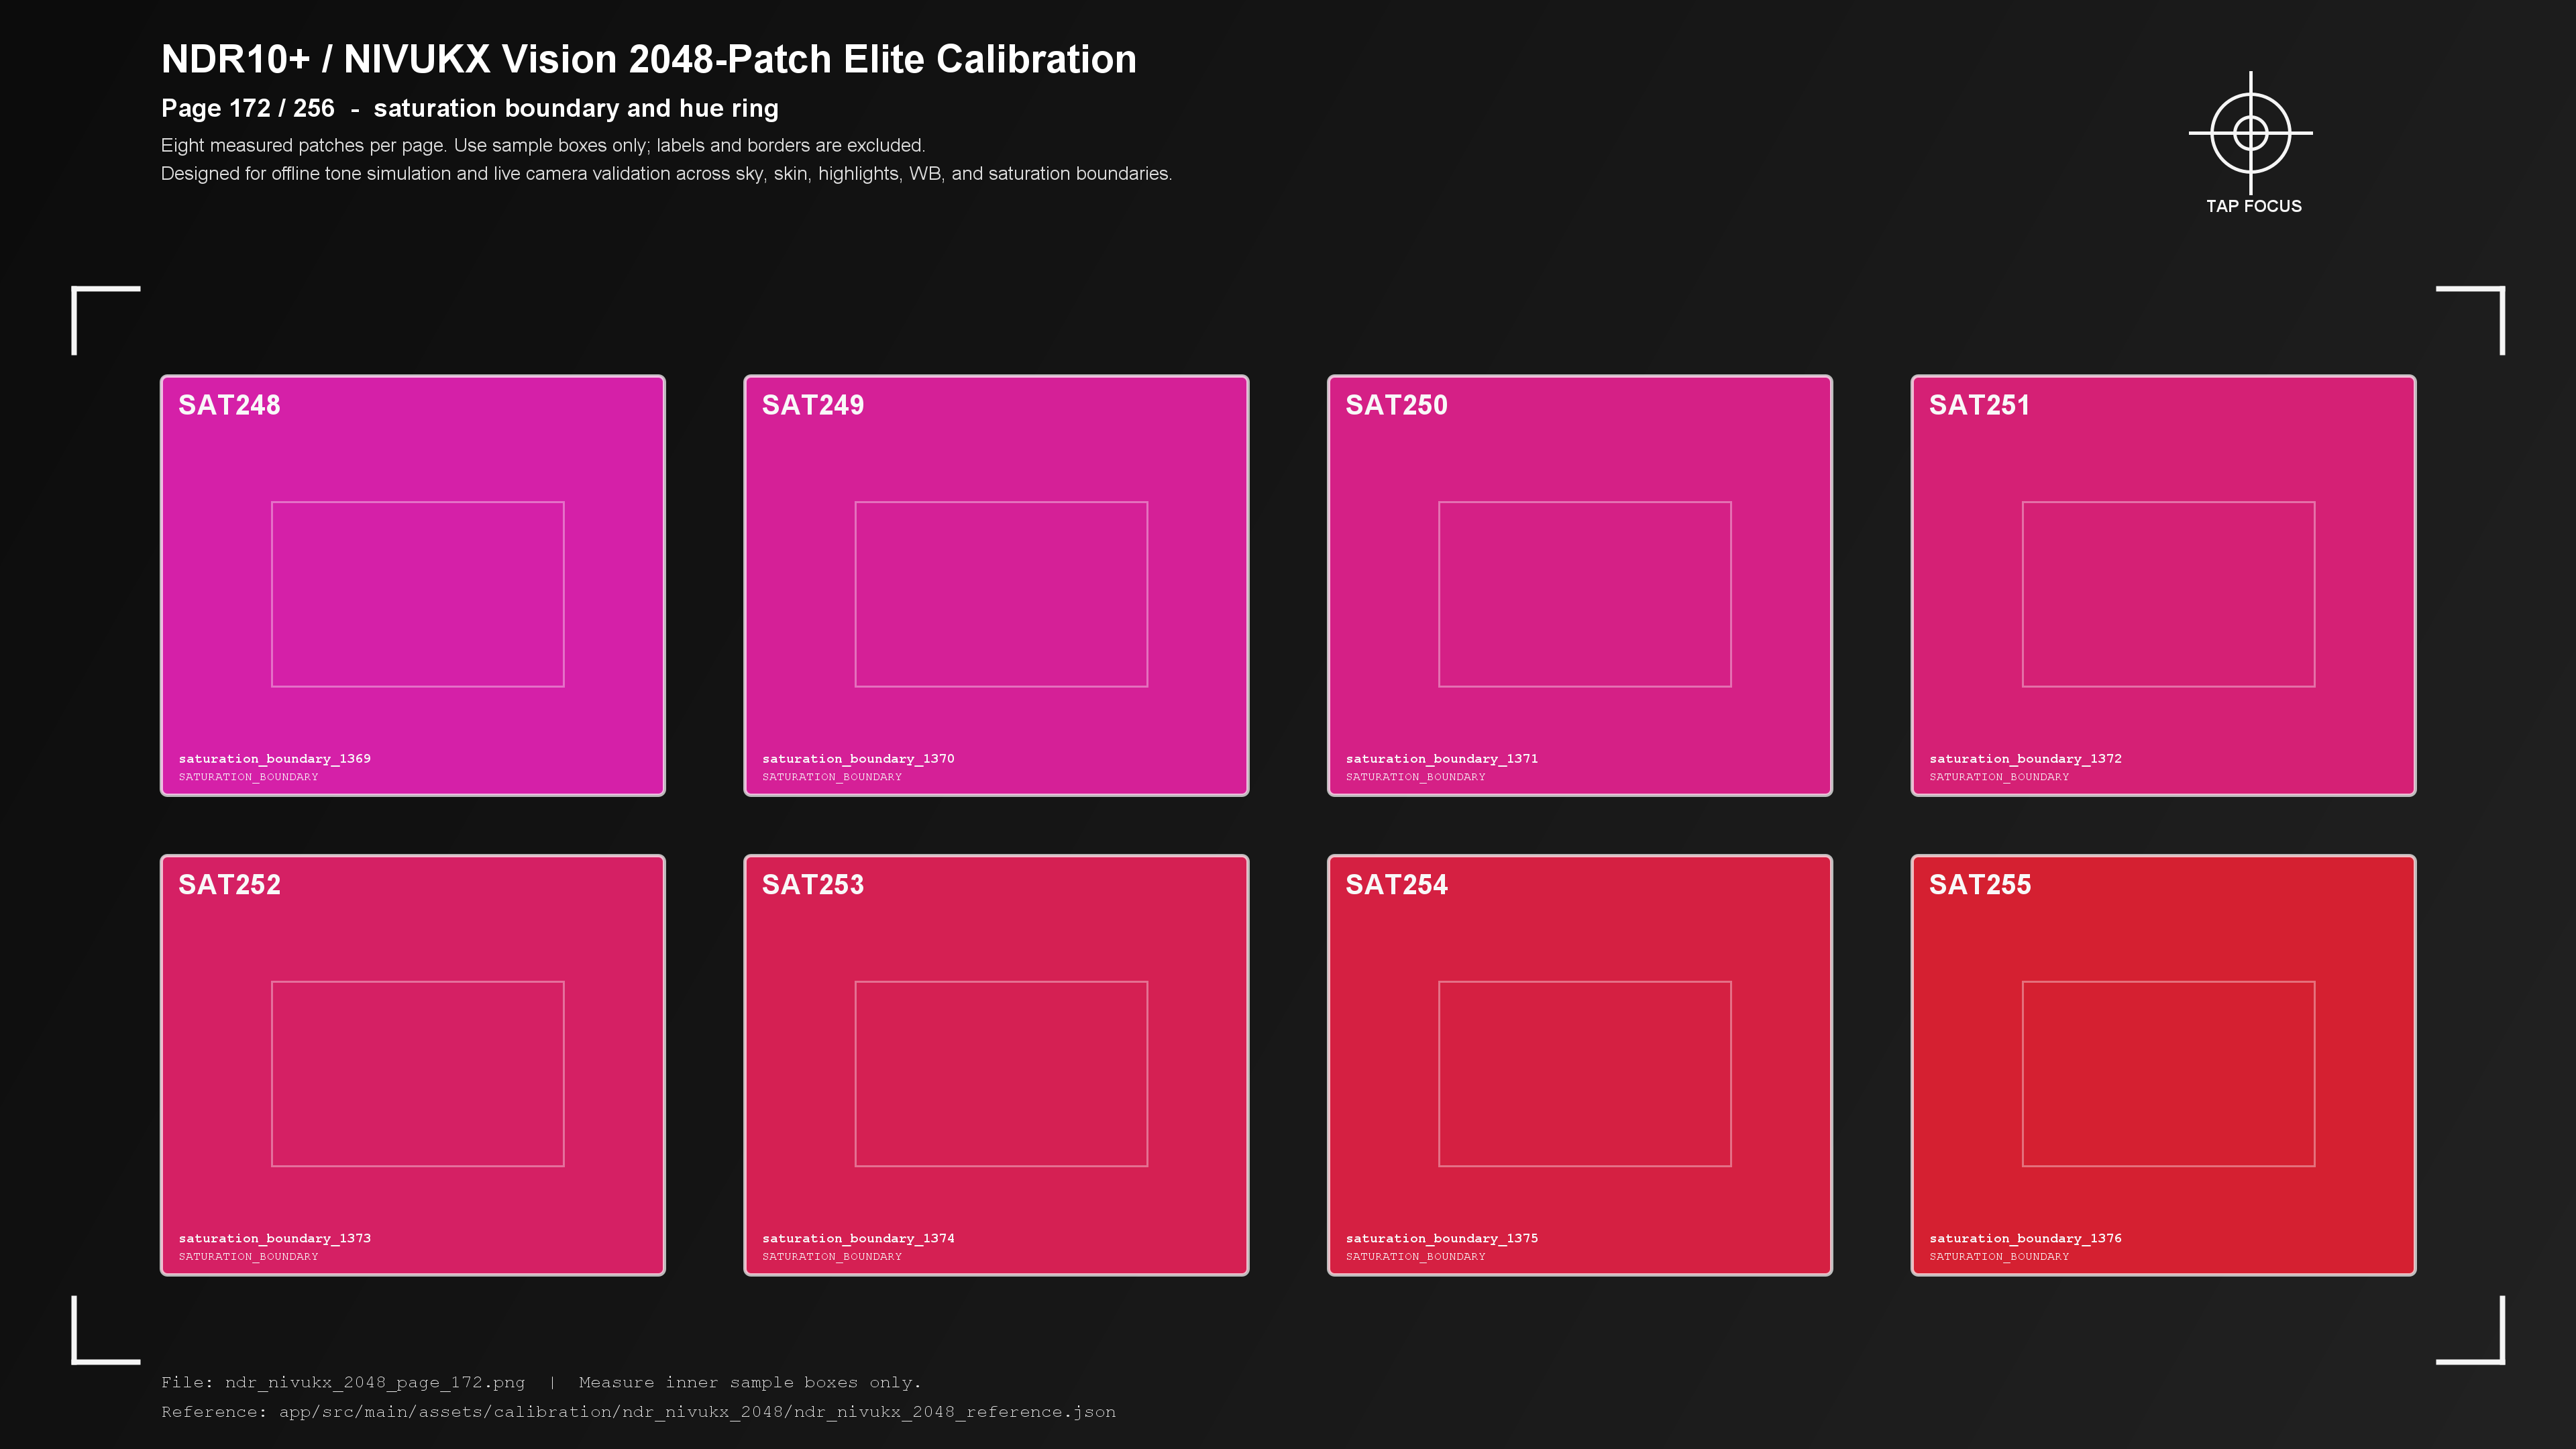 NDR10+ / NIVUKX Vision 2048-Patch Elite Calibration
Page 172 / 256 - saturation boundary and hue ring
Eight measured patches per page. Use sample boxes only; labels and borders are excluded.
Designed for offline tone simulation and live camera validation across sky, skin, highlights, WB, and saturation boundaries.
TAP FOCUS
SAT248
saturation_boundary_1369
SATURATION_BOUNDARY
SAT249
saturation_boundary_1370
SATURATION_BOUNDARY
SAT250
saturation_boundary_1371
SATURATION_BOUNDARY
SAT251
saturation_boundary_1372
SATURATION_BOUNDARY
SAT252
saturation_boundary_1373
SATURATION_BOUNDARY
SAT253
saturation_boundary_1374
SATURATION_BOUNDARY
SAT254
saturation_boundary_1375
SATURATION_BOUNDARY
SAT255
saturation_boundary_1376
SATURATION_BOUNDARY
File: ndr_nivukx_2048_page_172.png | Measure inner sample boxes only.
Reference: app/src/main/assets/calibration/ndr_nivukx_2048/ndr_nivukx_2048_reference.json